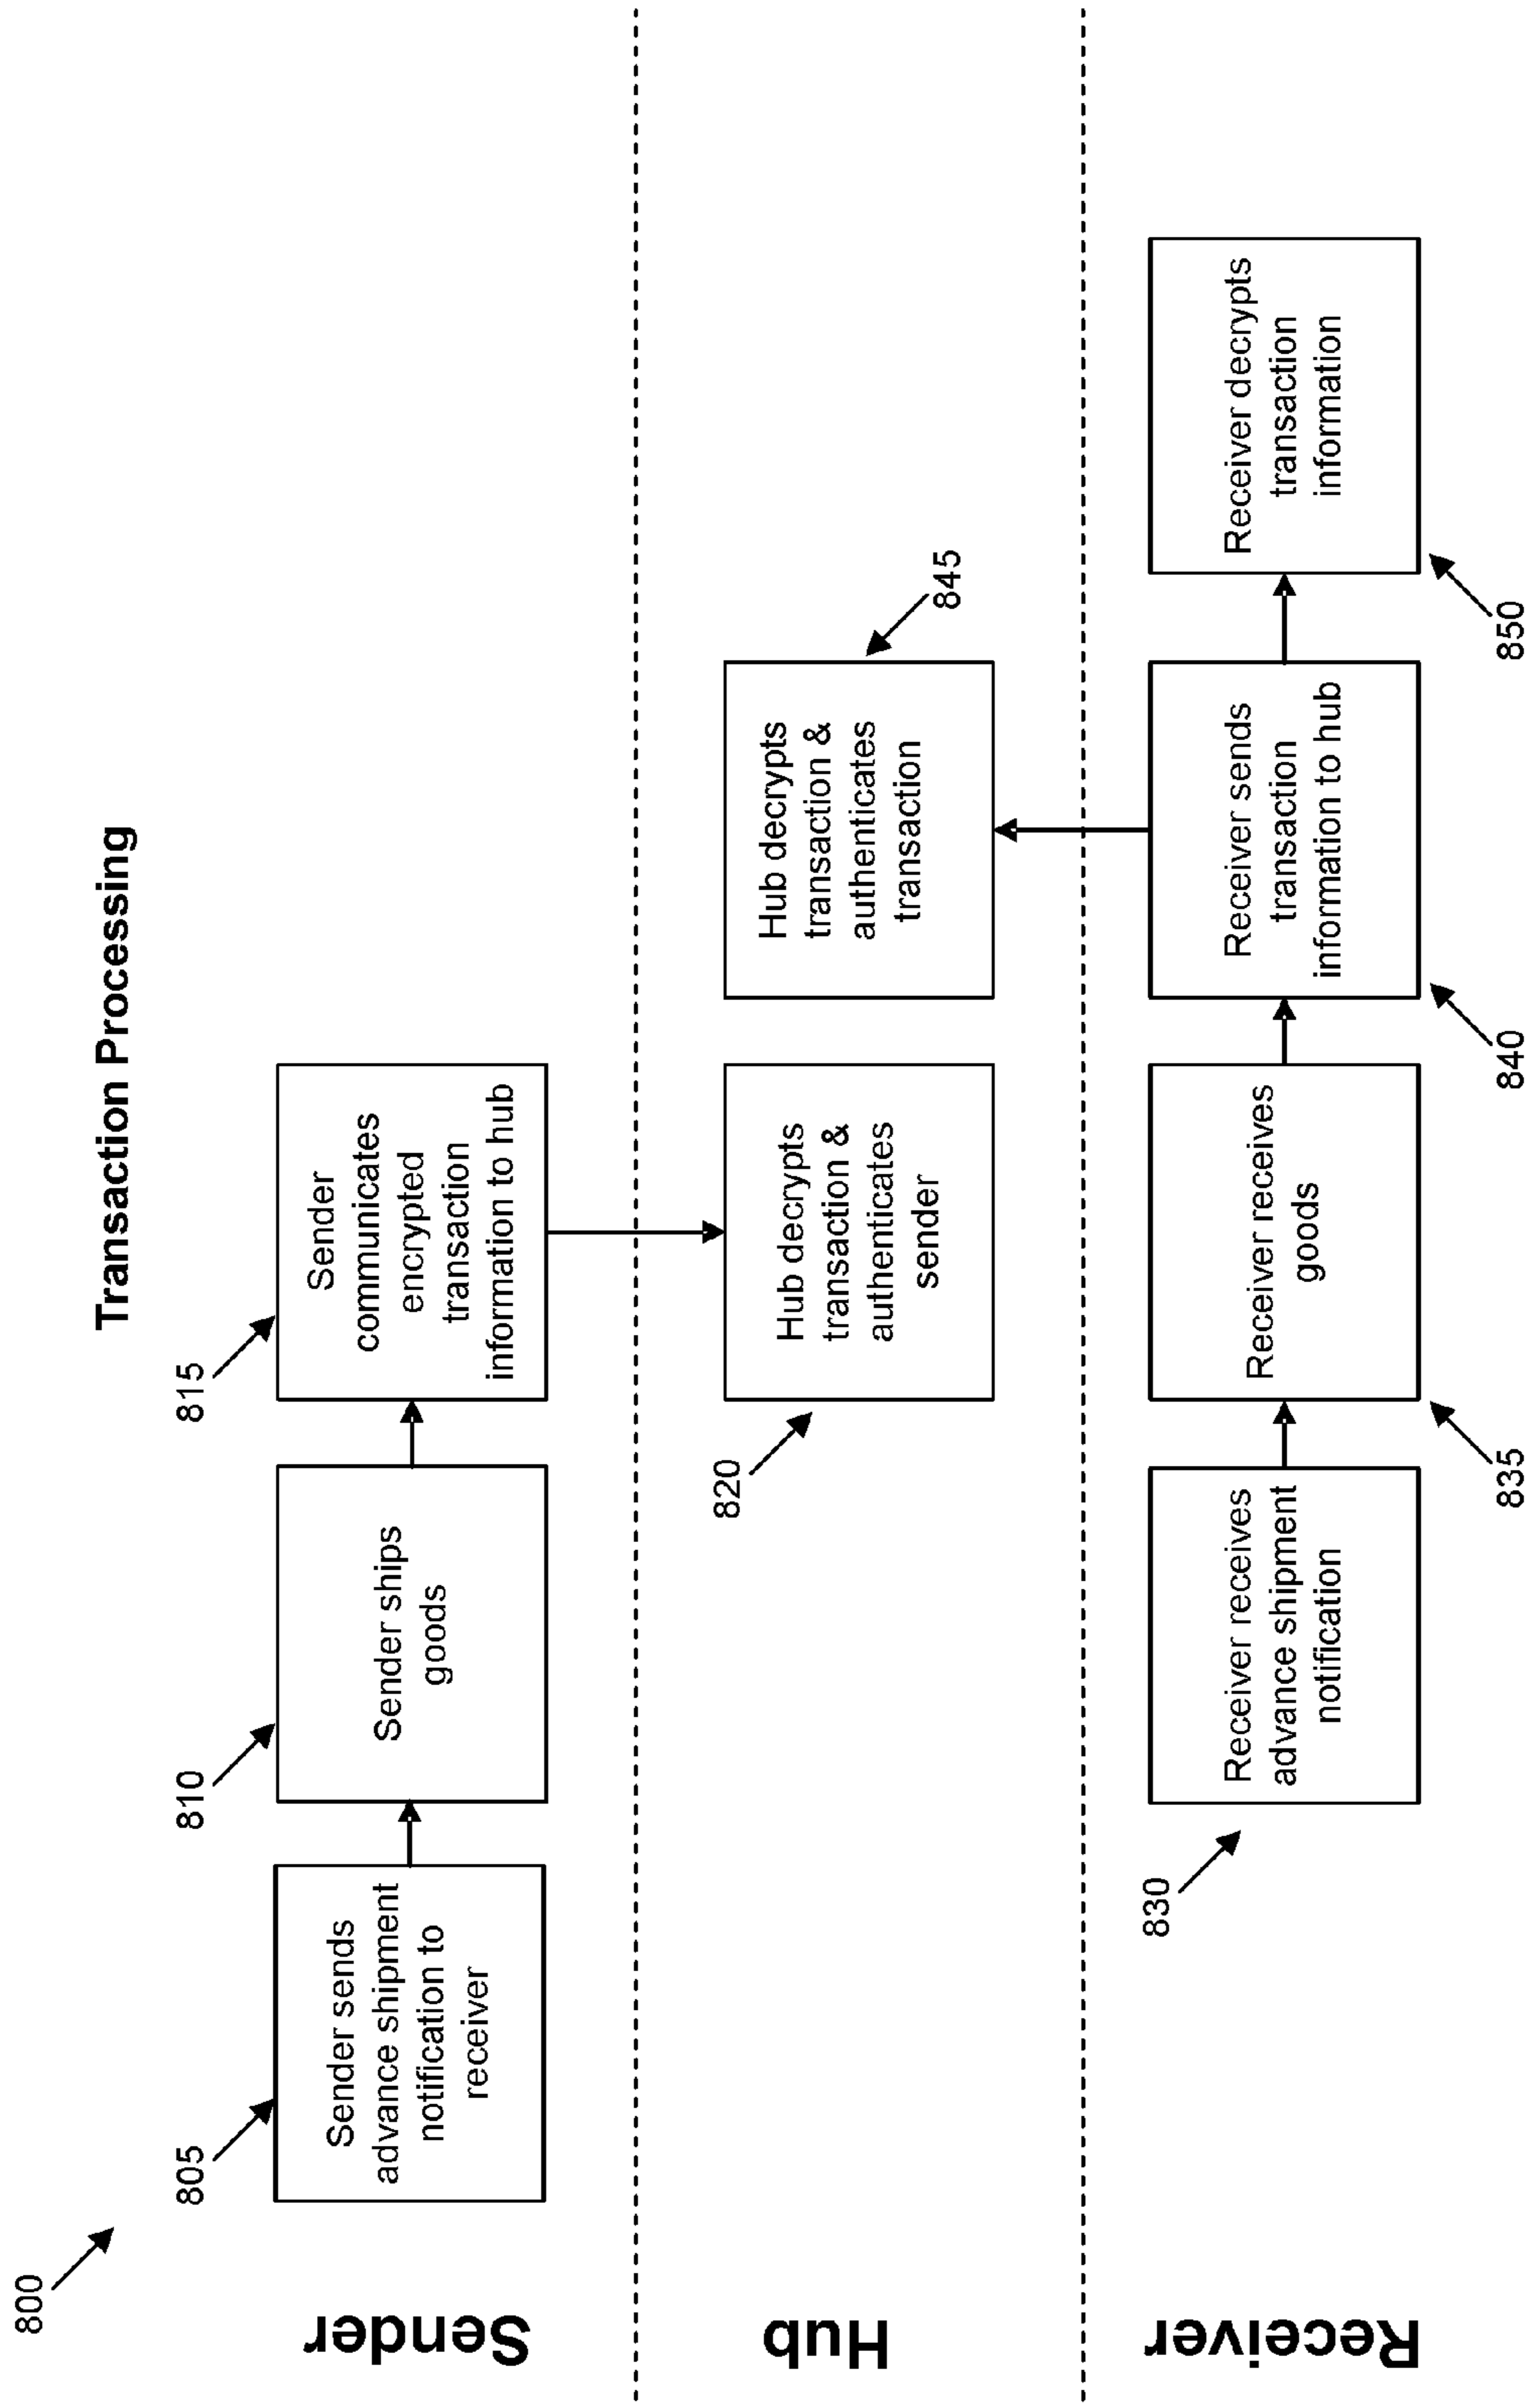 Transaction Processing
800
Sender
805
Sender sends
advance shipment
notification to
receiver
810
Sender ships
goods
815
Sender
communicates
encrypted
transaction
information to hub
Hub
820
Hub decrypts
transaction &
authenticates
sender
845
Hub decrypts
transaction &
authenticates
transaction
Receiver
830
Receiver receives
advance shipment
notification
835
Receiver receives
goods
840
Receiver sends
transaction
information to hub
850
Receiver decrypts
transaction
information